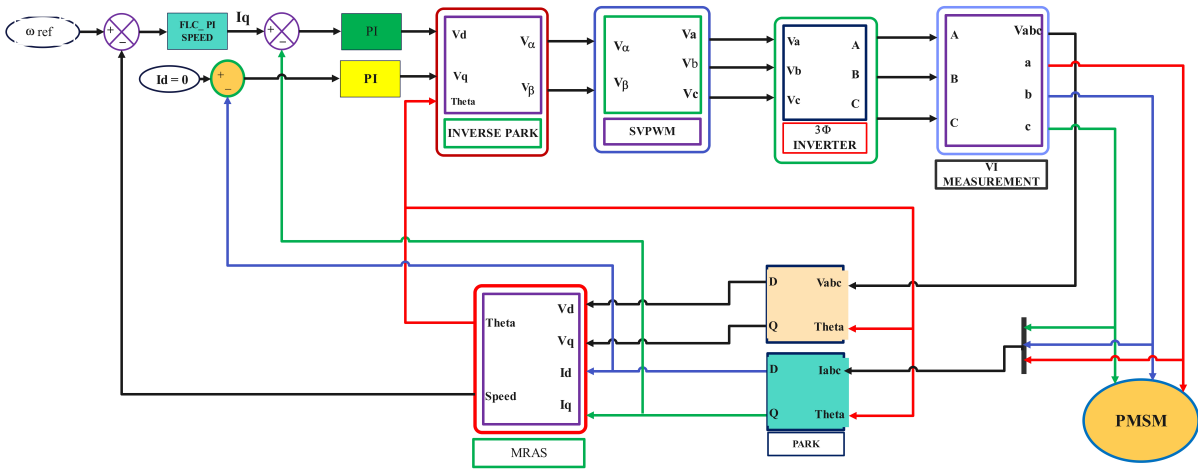 ω ref
+
−
FLC_ PI
SPEED
Iq
+
−
PI
Id = 0
+
−
PI
Vd
Vq
Theta
Vα
Vβ
INVERSE PARK
Vα
Vβ
Va
Vb
Vc
SVPWM
Va
Vb
Vc
A
B
C
3Φ
INVERTER
A
B
C
Vabc
a
b
c
VI
MEASUREMENT
Theta
Speed
Vd
Vq
Id
Iq
MRAS
D
Q
Vabc
Theta
D
Q
Iabc
Theta
PARK
PMSM